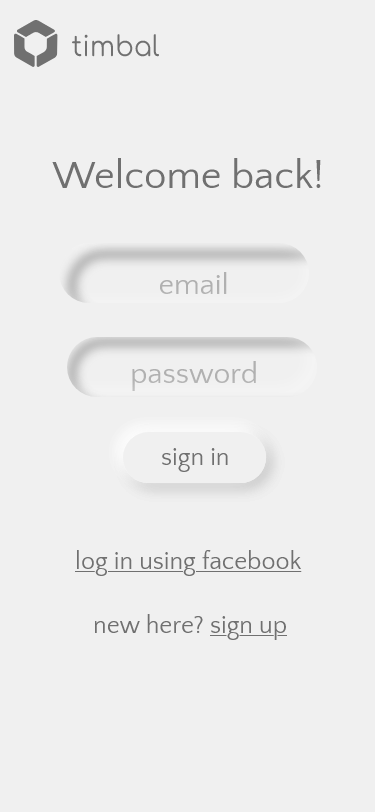 timbal
Welcome back!
email
password
sign in
log in using facebook
new here? sign up